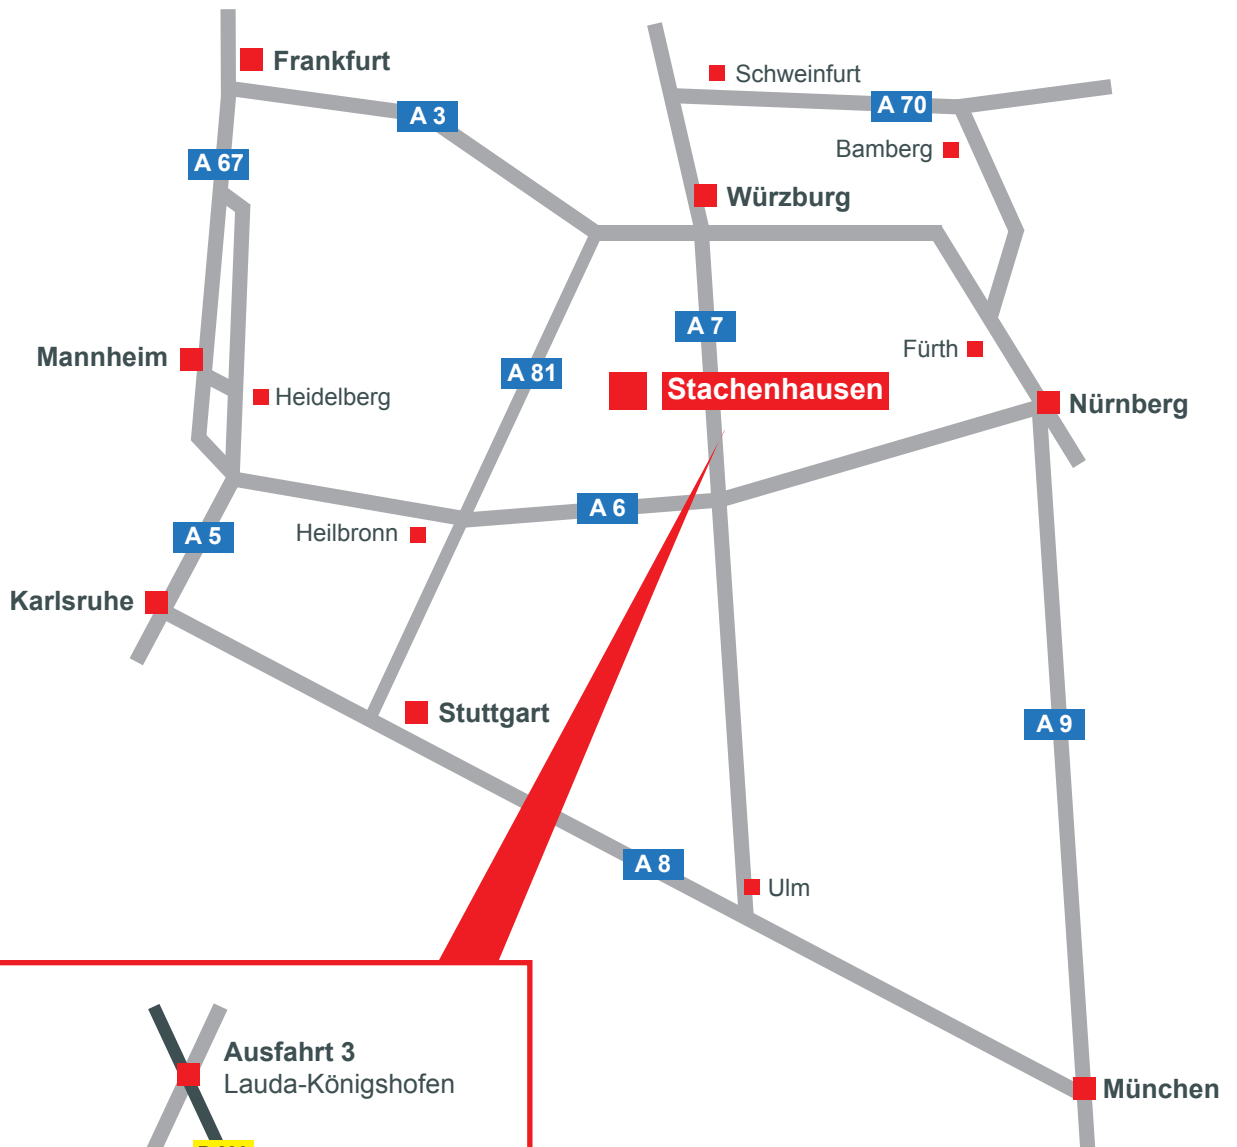 Frankfurt
Schweinfurt
A 3
A 70
Bamberg
A 67
Würzburg
A 7
Mannheim
Fürth
A 81
Stachenhausen
Heidelberg
Nürnberg
A 6
Heilbronn
A 5
Karlsruhe
Stuttgart
A 9
A 8
Ulm
Ausfahrt 3
Lauda-Königshofen
München